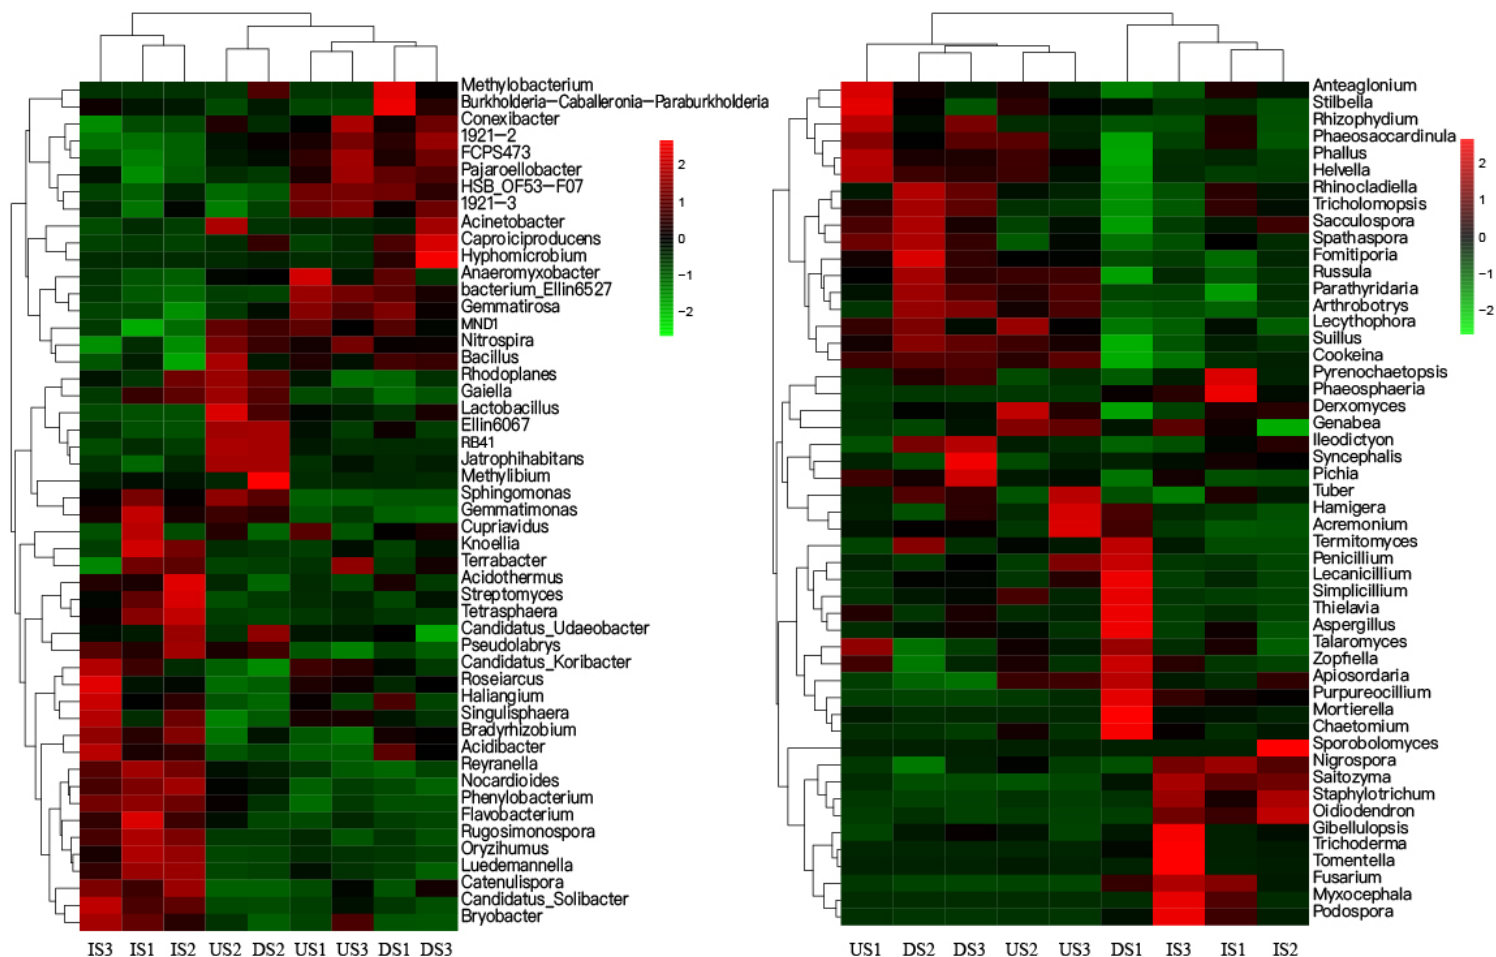 Methylobacterium
Burkholderia—Caballeronia—Paraburkholderia
Conexibacter
1921—2
FCPS473
Pajaroellobacter
HSB_OF53—F07
1921—3
Acinetobacter
Caproiciproducens
Hyphomicrobium
Anaeromyxobacter
bacterium_Ellin6527
Gemmatirosa
MND1
Nitrospira
Bacillus
Rhodoplanes
Gaiella
Lactobacillus
Ellin6067
RB41
Jatrophihabitans
Methylibium
Sphingomonas
Gemmatimonas
Cupriavidus
Knoellia
Terrabacter
Acidothermus
Streptomyces
Tetrasphaera
Candidatus_Udaeobacter
Pseudolabrys
Candidatus_Koribacter
Roseiarcus
Haliangium
Singulisphaera
Bradyrhizobium
Acidibacter
Reyranella
Nocardioides
Phenylobacterium
Flavobacterium
Rugosimonospora
Oryzihumus
Luedemannella
Catenulispora
Candidatus_Solibacter
Bryobacter
2
1
0
−1
−2
IS3 IS1 IS2 US2 DS2 US1 US3 DS1 DS3
Anteaglonium
Stilbella
Rhizophydium
Phaeosaccardinula
Phallus
Helvella
Rhinocladiella
Tricholomopsis
Sacculospora
Spathaspora
Fomitiporia
Russula
Parathyridaria
Arthrobotrys
Lecythophora
Suillus
Cookeina
Pyrenochaetopsis
Phaeosphaeria
Derxomyces
Genabea
Ileodictyon
Syncephalis
Pichia
Tuber
Hamigera
Acremonium
Termitomyces
Penicillium
Lecanicillium
Simplicillium
Thielavia
Aspergillus
Talaromyces
Zopfiella
Apiosordaria
Purpureocillium
Mortierella
Chaetomium
Sporobolomyces
Nigrospora
Saitozyma
Staphylotrichum
Oidiodendron
Gibellulopsis
Trichoderma
Tomentella
Fusarium
Myxocephala
Podospora
2
1
0
−1
−2
US1 DS2 DS3 US2 US3 DS1 IS3 IS1 IS2